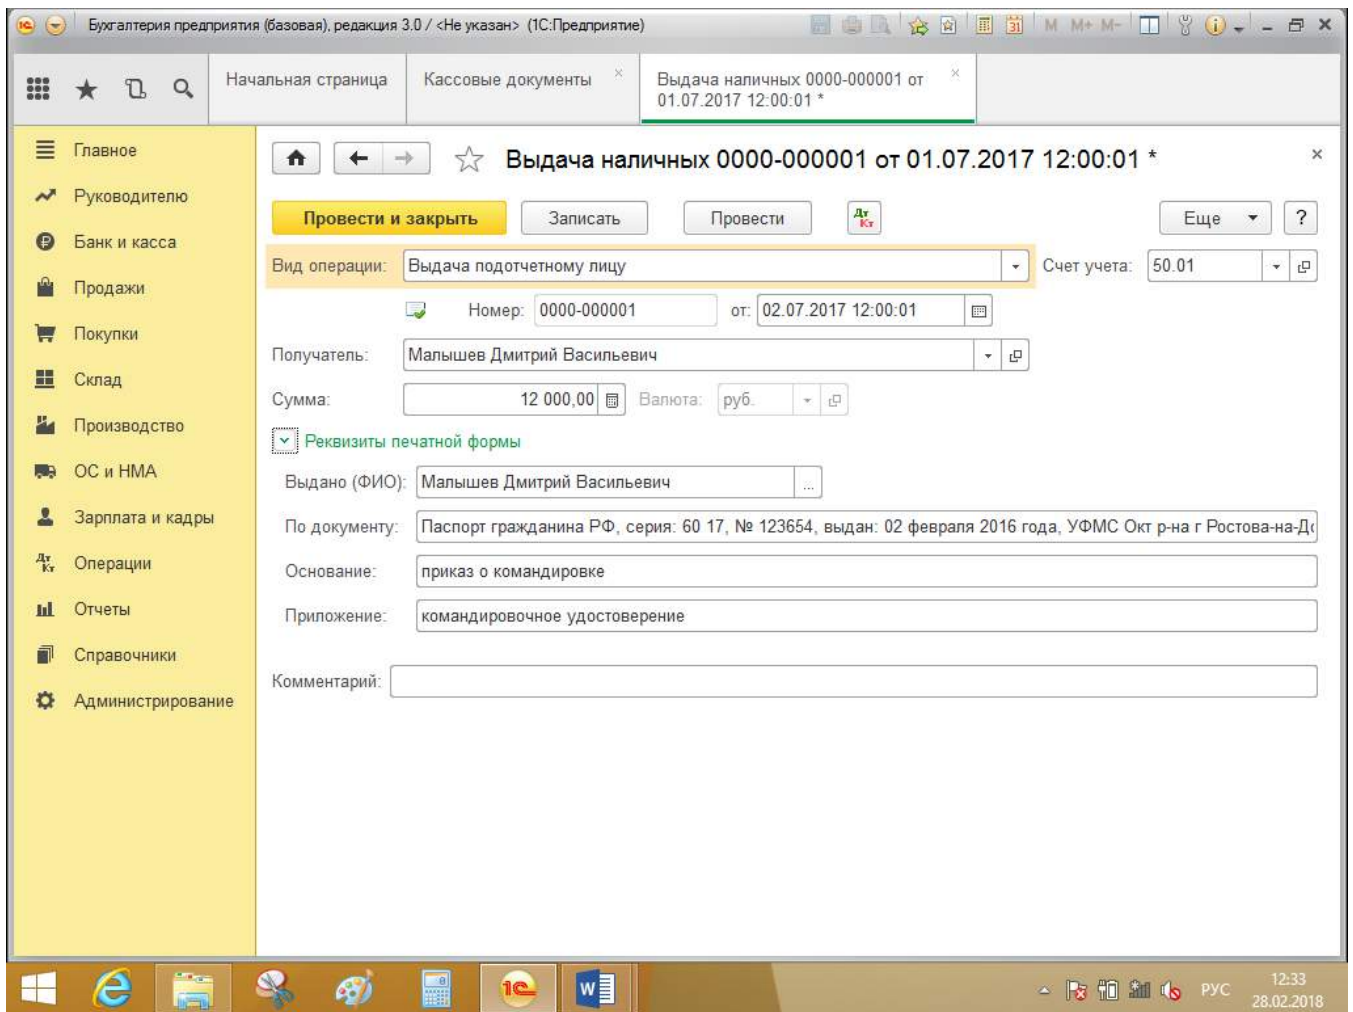 Бухгалтерия предприятия (базовая), редакция 3.0 / <Не указан> (1С:Предприятие)
M M+ M-
Начальная страница
Кассовые документы
Выдача наличных 0000-000001 от
01.07.2017 12:00:01 *
Главное
Руководителю
Банк и касса
Продажи
Покупки
Склад
Производство
ОС и НМА
Зарплата и кадры
Операции
Отчеты
Справочники
Администрирование
Выдача наличных 0000-000001 от 01.07.2017 12:00:01 *
Провести и закрыть Записать Провести Дт Кт Еще ?
Вид операции: Выдача подотчетному лицу Счет учета: 50.01
Номер: 0000-000001 от: 02.07.2017 12:00:01
Получатель: Малышев Дмитрий Васильевич
Сумма: 12 000,00 Валюта: руб.
Реквизиты печатной формы
Выдано (ФИО): Малышев Дмитрий Васильевич ...
По документу: Паспорт гражданина РФ, серия: 60 17, № 123654, выдан: 02 февраля 2016 года, УФМС Окт р-на г Ростова-на-Д
Основание: приказ о командировке
Приложение: командировочное удостоверение
Комментарий:
РУС
12:33
28.02.2018